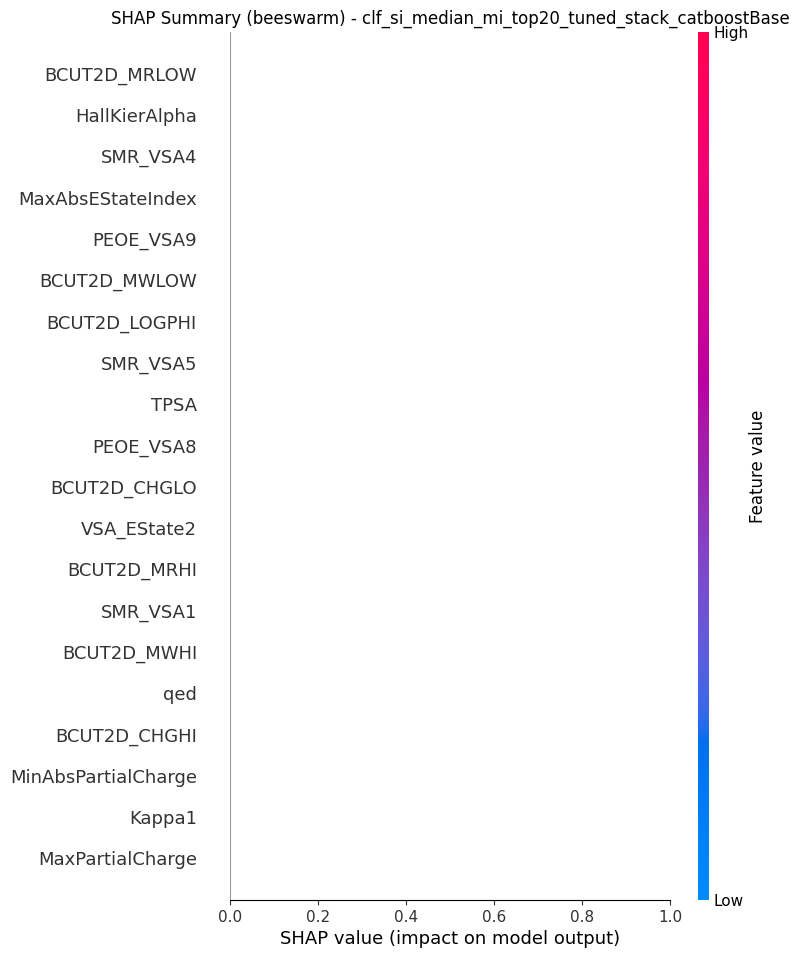 SHAP Summary (beeswarm) - clf_si_median_mi_top20_tuned_stack_catboostBase
High
BCUT2D_MRLOW
HallKierAlpha
SMR_VSA4
MaxAbsEStateIndex
PEOE_VSA9
BCUT2D_MWLOW
BCUT2D_LOGPHI
SMR_VSA5
TPSA
PEOE_VSA8
BCUT2D_CHGLO
VSA_EState2
BCUT2D_MRHI
SMR_VSA1
BCUT2D_MWHI
qed
BCUT2D_CHGHI
MinAbsPartialCharge
Kappa1
MaxPartialCharge
Feature value
Low
0.0 0.2 0.4 0.6 0.8 1.0
SHAP value (impact on model output)